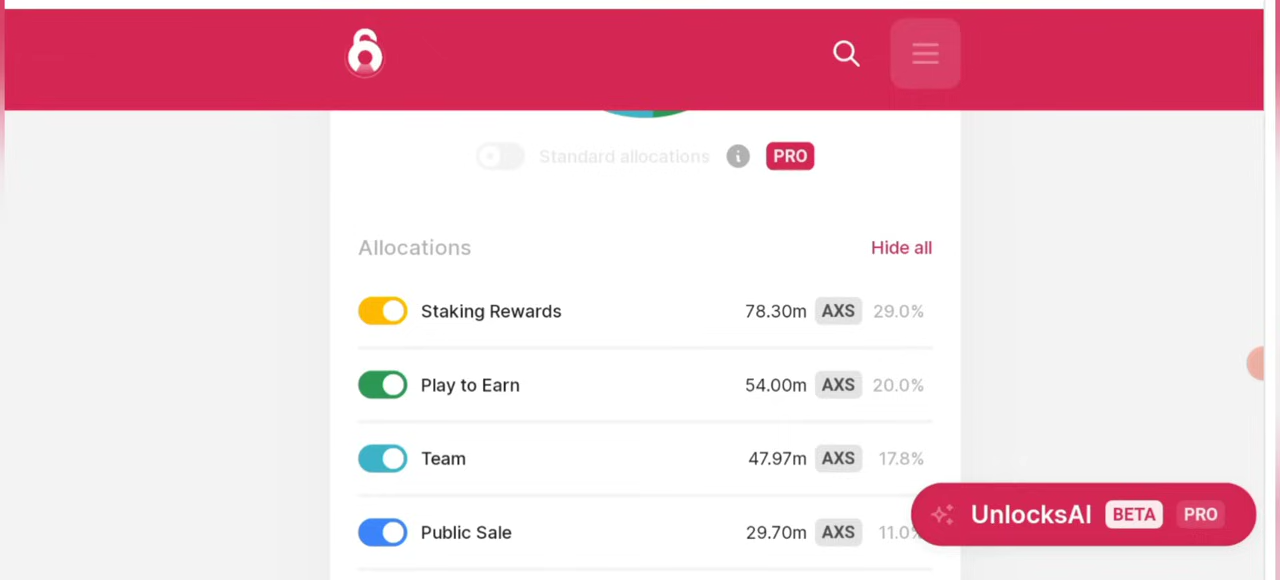 Standard allocations i PRO
Allocations Hide all
Staking Rewards 78.30m AXS 29.0%
Play to Earn 54.00m AXS 20.0%
Team 47.97m AXS 17.8%
Public Sale 29.70m AXS 11.0%
UnlocksAI BETA PRO